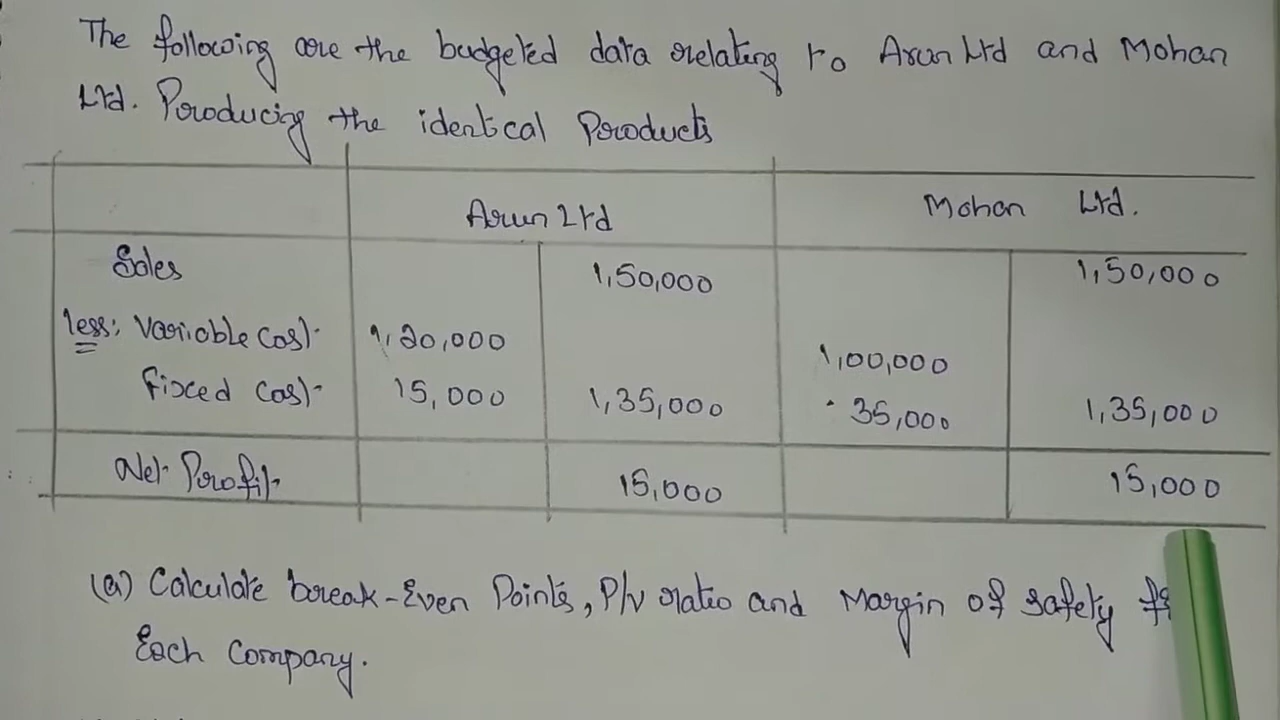 The following are the budgeted data relating to Arun Ltd and Mohan
Ltd. Producing the identical Products
Arun Ltd Mohan Ltd.
Sales 1,50,000 1,50,000
less: Variable Cost 1,20,000 1,00,000
Fixed Cost 15,000 1,35,000 35,000 1,35,000
Net Profit 15,000 15,000
(a) Calculate break-Even Points, P/v ratio and Margin of safety
Each Company.